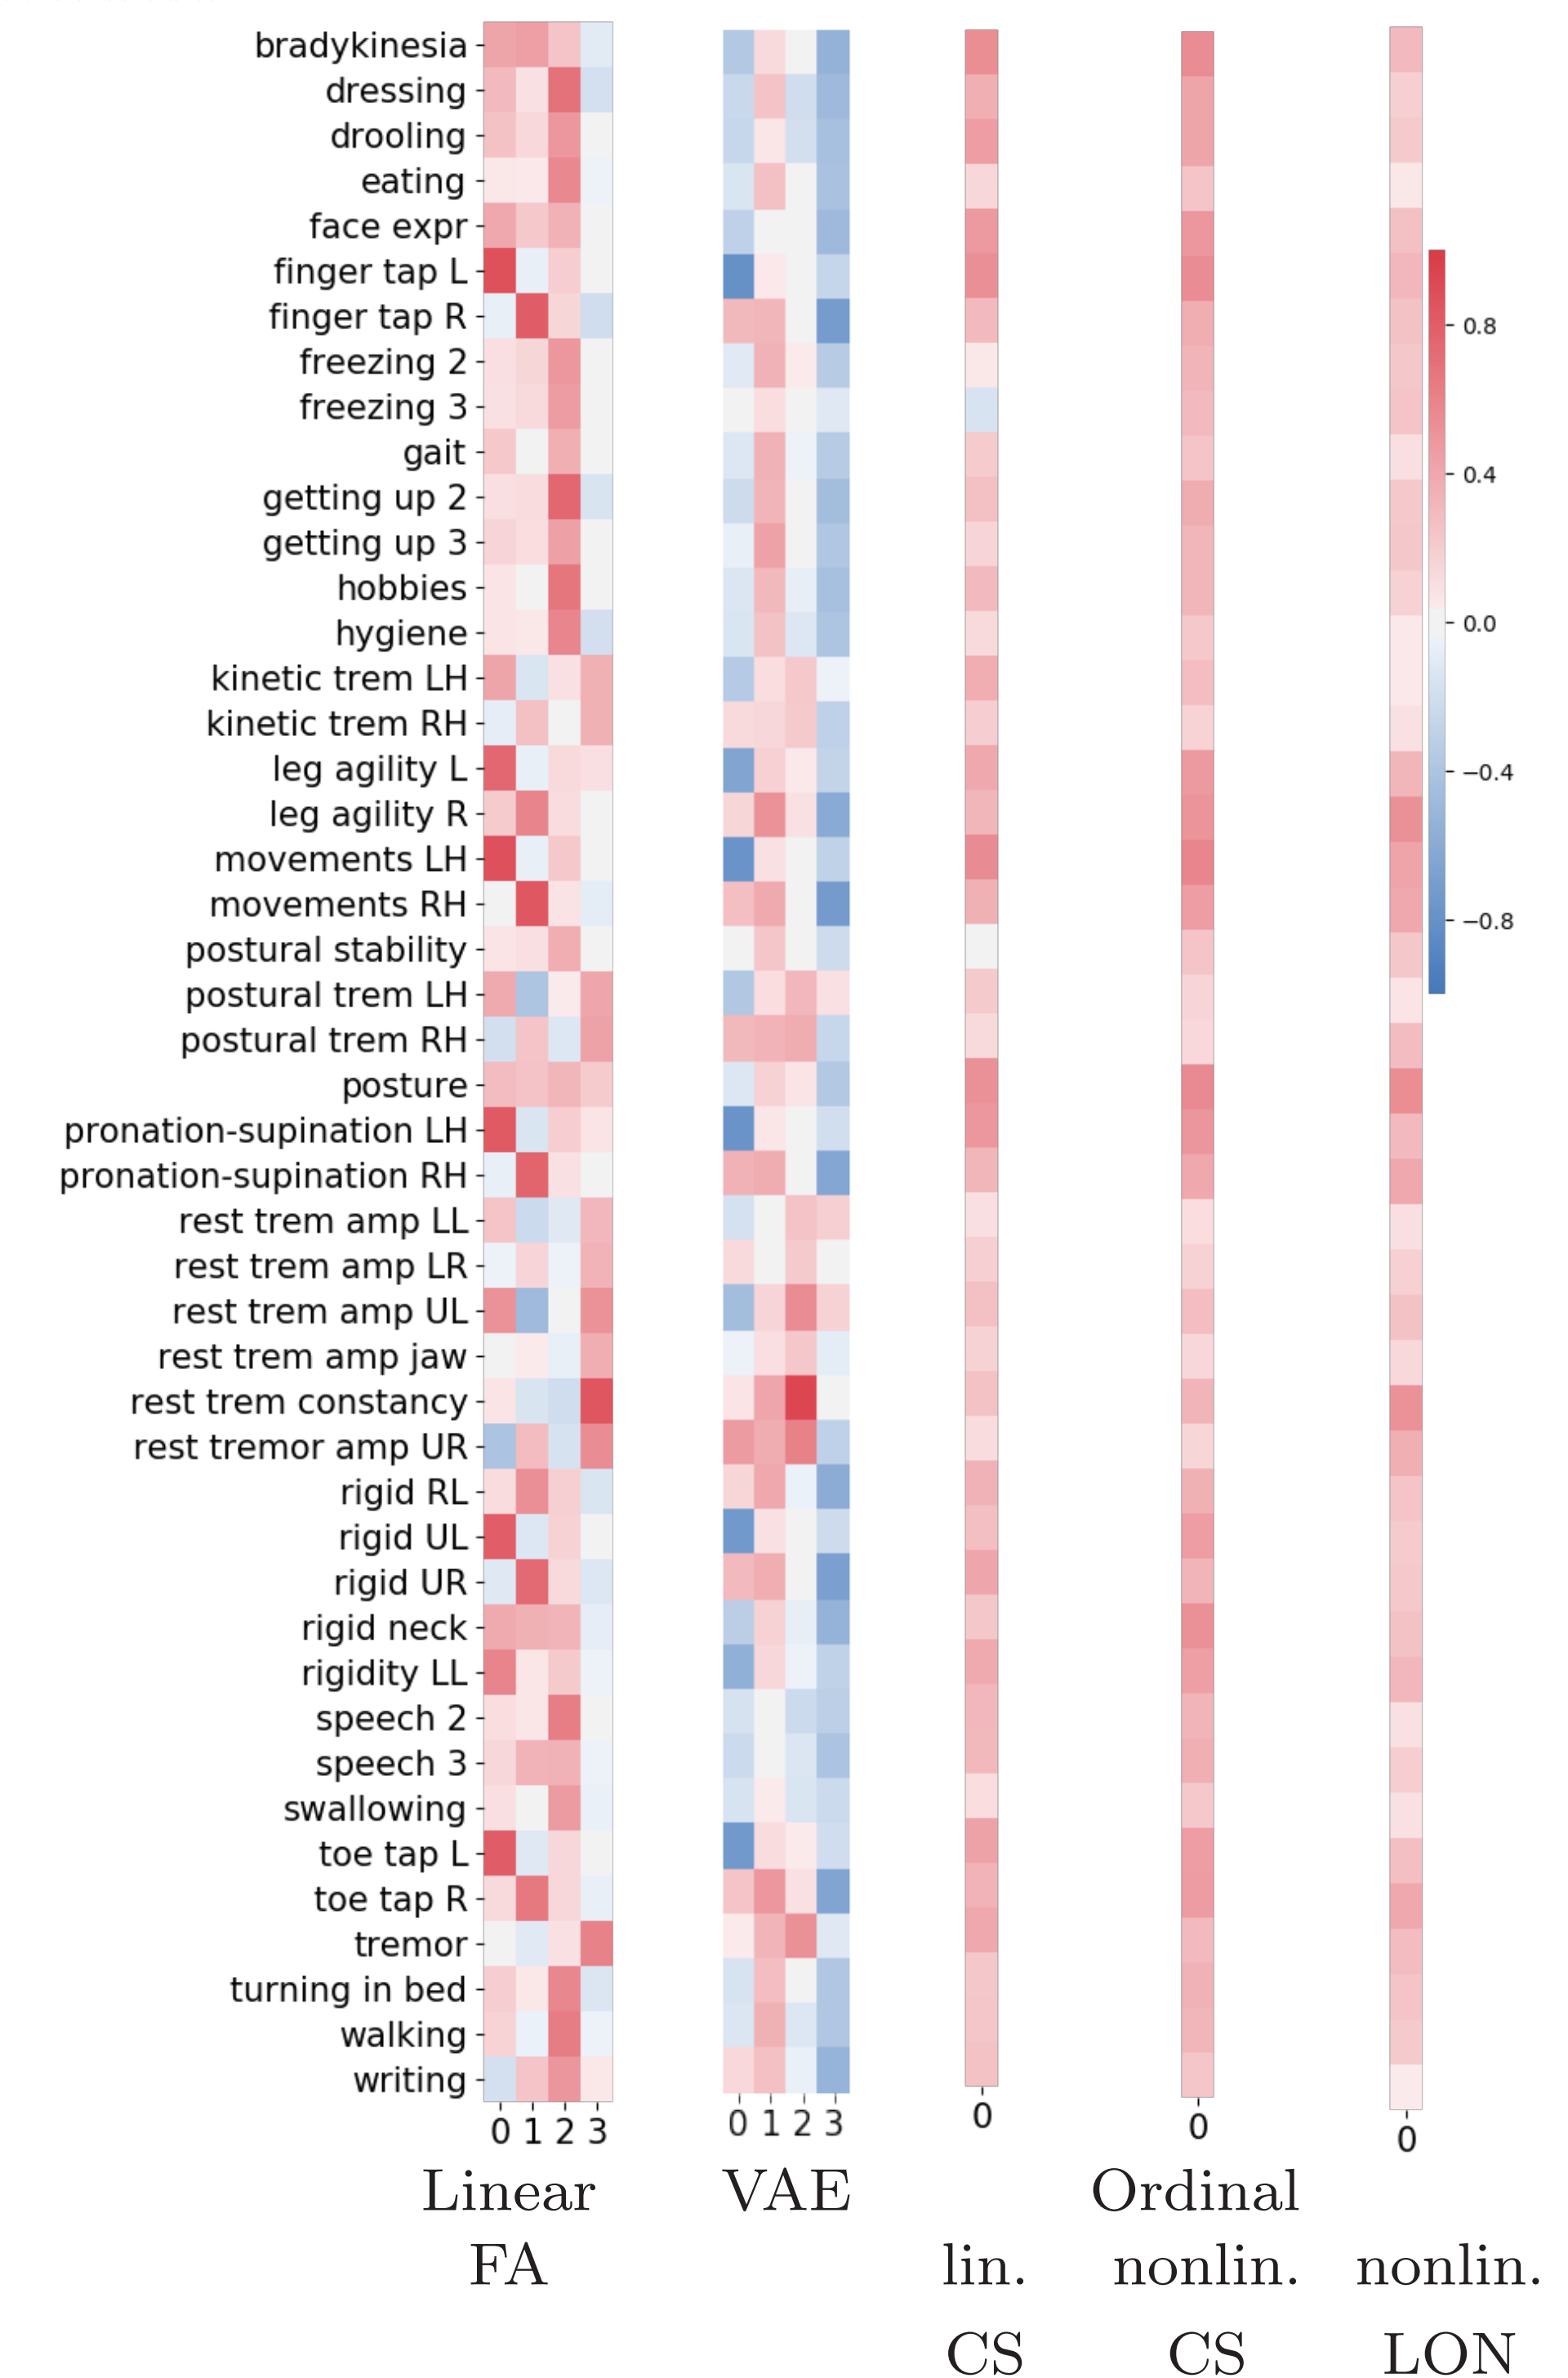 bradykinesia
dressing
drooling
eating
face expr
finger tap L
finger tap R
freezing 2
freezing 3
gait
getting up 2
getting up 3
hobbies
hygiene
kinetic trem LH
kinetic trem RH
leg agility L
leg agility R
movements LH
movements RH
postural stability
postural trem LH
postural trem RH
posture
pronation-supination LH
pronation-supination RH
rest trem amp LL
rest trem amp LR
rest trem amp UL
rest trem amp jaw
rest trem constancy
rest tremor amp UR
rigid RL
rigid UL
rigid UR
rigid neck
rigidity LL
speech 2
speech 3
swallowing
toe tap L
toe tap R
tremor
turning in bed
walking
writing
0.8
0.4
0.0
−0.4
−0.8
0 1 2 3 0 1 2 3 0 0 0
Linear VAE Ordinal
FA lin. nonlin. nonlin.
CS CS LON